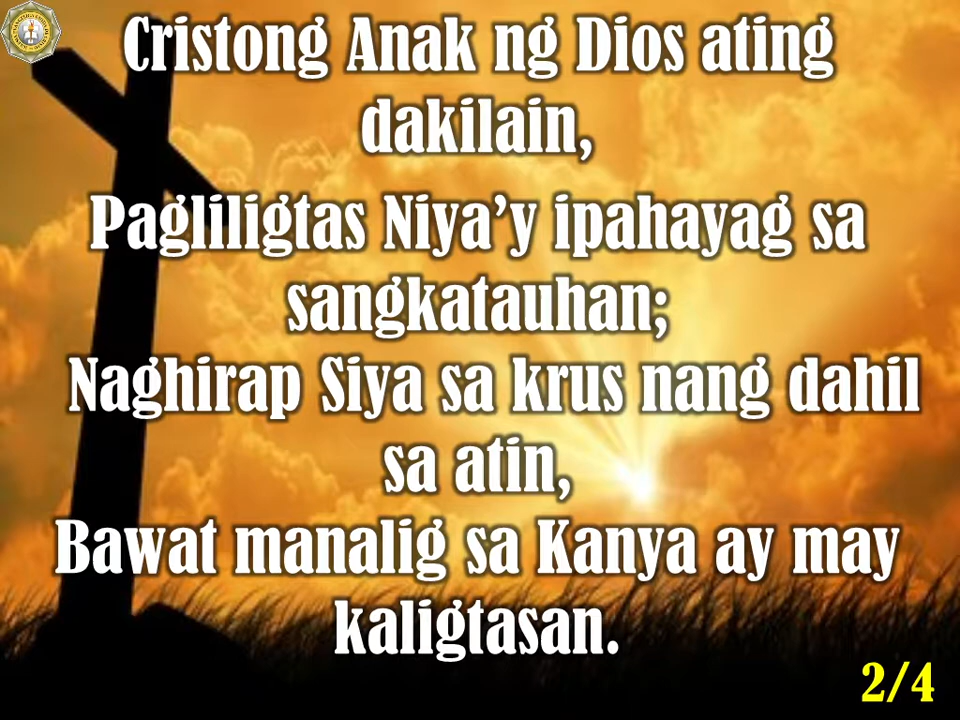 Cristong Anak ng Dios ating
dakilain,
Pagliligtas Niya’y ipahayag sa
sangkatauhan;
Naghirap Siya sa krus nang dahil
sa atin,
Bawat manalig sa Kanya ay may
kaligtasan.
2/4